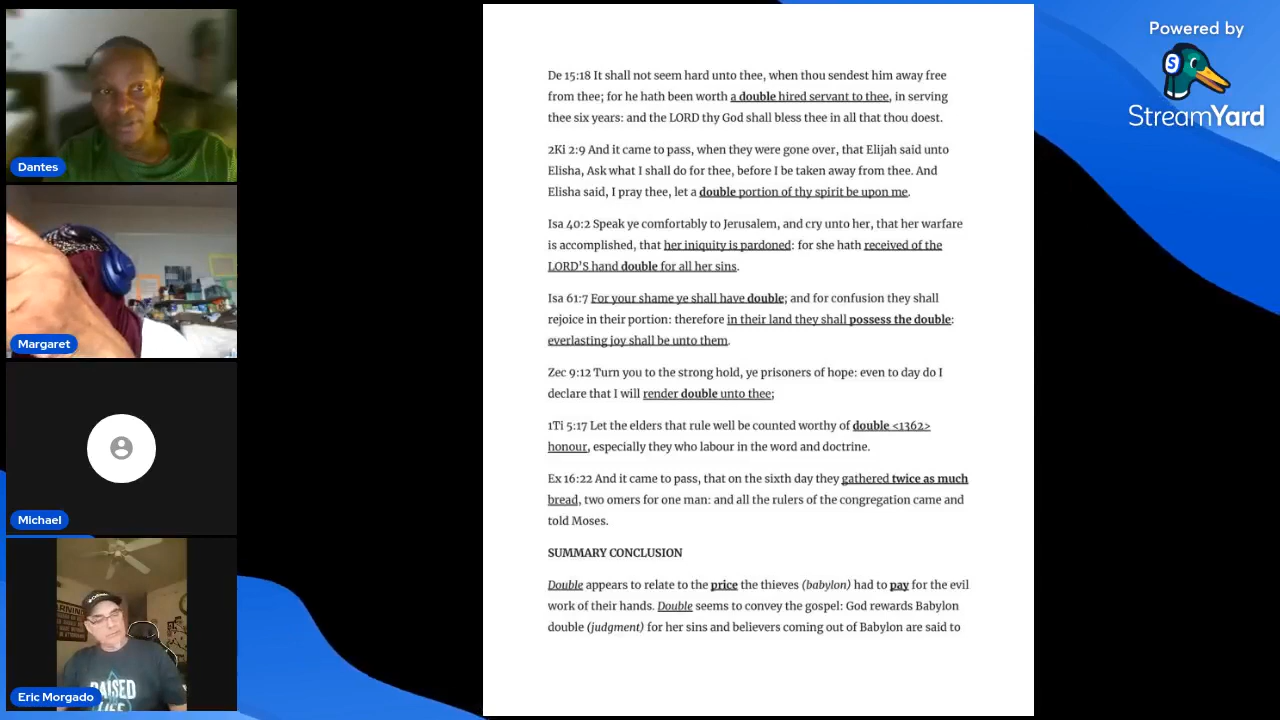 Dantes
Margaret
Michael
Eric Morgado
De 15:18 It shall not seem hard unto thee, when thou sendest him away free
from thee; for he hath been worth a double hired servant to thee, in serving
thee six years: and the LORD thy God shall bless thee in all that thou doest.
2Ki 2:9 And it came to pass, when they were gone over, that Elijah said unto
Elisha, Ask what I shall do for thee, before I be taken away from thee. And
Elisha said, I pray thee, let a double portion of thy spirit be upon me.
Isa 40:2 Speak ye comfortably to Jerusalem, and cry unto her, that her warfare
is accomplished, that her iniquity is pardoned: for she hath received of the
LORD'S hand double for all her sins.
Isa 61:7 For your shame ye shall have double; and for confusion they shall
rejoice in their portion: therefore in their land they shall possess the double:
everlasting joy shall be unto them.
Zec 9:12 Turn you to the strong hold, ye prisoners of hope: even to day do I
declare that I will render double unto thee;
1Ti 5:17 Let the elders that rule well be counted worthy of double <1362>
honour, especially they who labour in the word and doctrine.
Ex 16:22 And it came to pass, that on the sixth day they gathered twice as much
bread, two omers for one man: and all the rulers of the congregation came and
told Moses.
SUMMARY CONCLUSION
Double appears to relate to the price the thieves (babylon) had to pay for the evil
work of their hands. Double seems to convey the gospel: God rewards Babylon
double (judgment) for her sins and believers coming out of Babylon are said to
Powered by
S
StreamYard
RAISED
LIFE